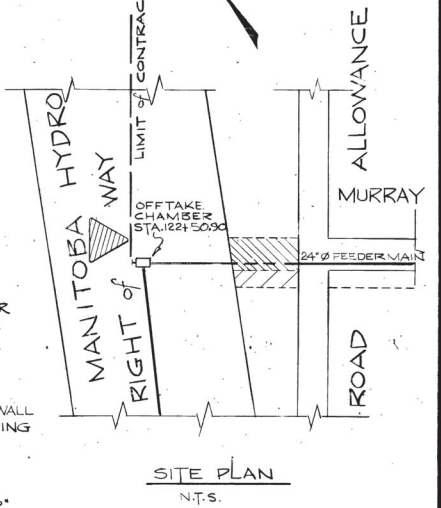 LIMIT of CONTRAC
ALLOWANCE
MANITOBA HYDRO
RIGHT of WAY
MURRAY
OFFTAKE
CHAMBER
STA.122+50.90
24"Ø FEEDER MAIN
ROAD
R
WALL
ING
SITE PLAN
N.T.S.